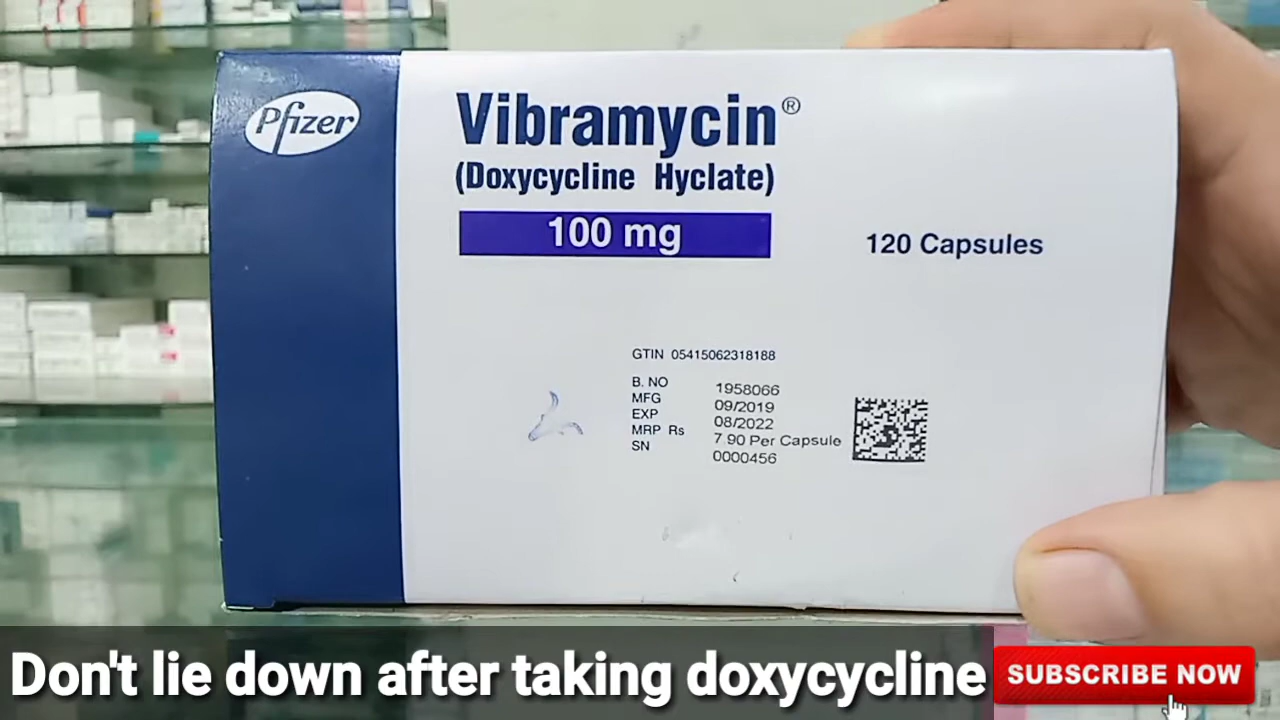 Pfizer
Vibramycin®
(Doxycycline Hyclate)
100 mg
120 Capsules
GTIN 05415062318188
B. NO 1958066
MFG 09/2019
EXP 08/2022
MRP Rs 7.90 Per Capsule
SN 0000456
Don't lie down after taking doxycycline
SUBSCRIBE NOW